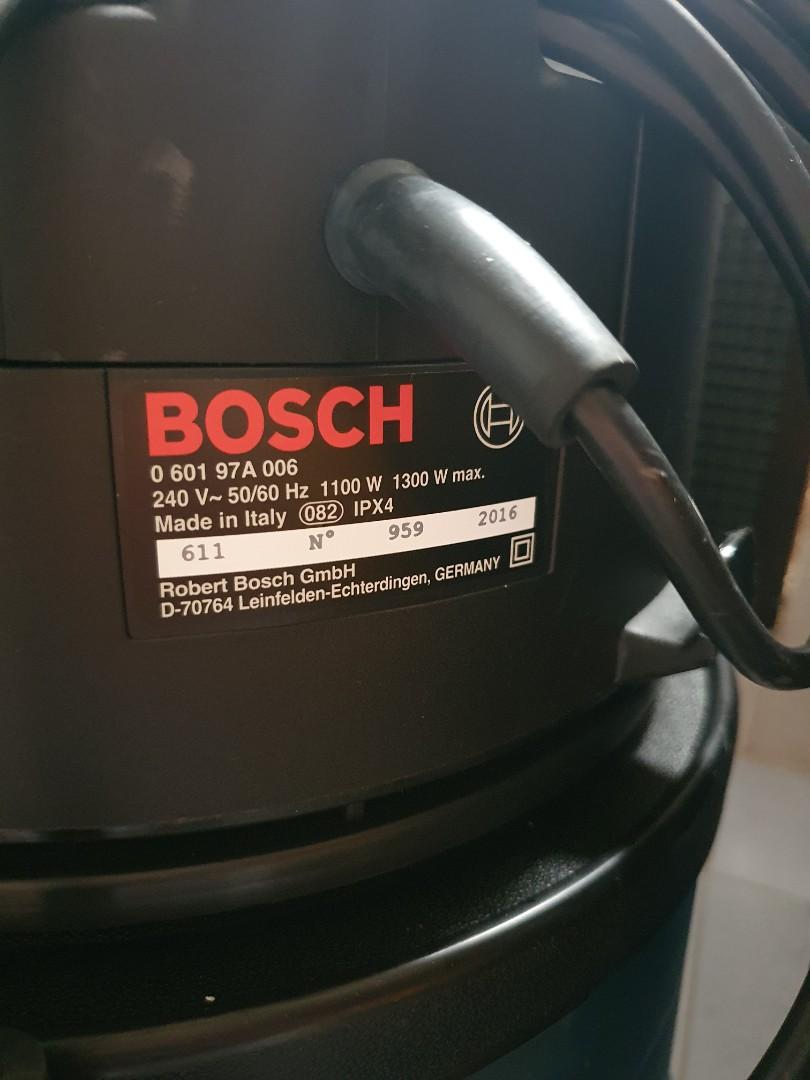 BOSCH
0 601 97A 006
240 V~ 50/60 Hz 1100 W 1300 W max.
Made in Italy 082 IPX4
611 N° 959 2016
Robert Bosch GmbH
D-70764 Leinfelden-Echterdingen, GERMANY